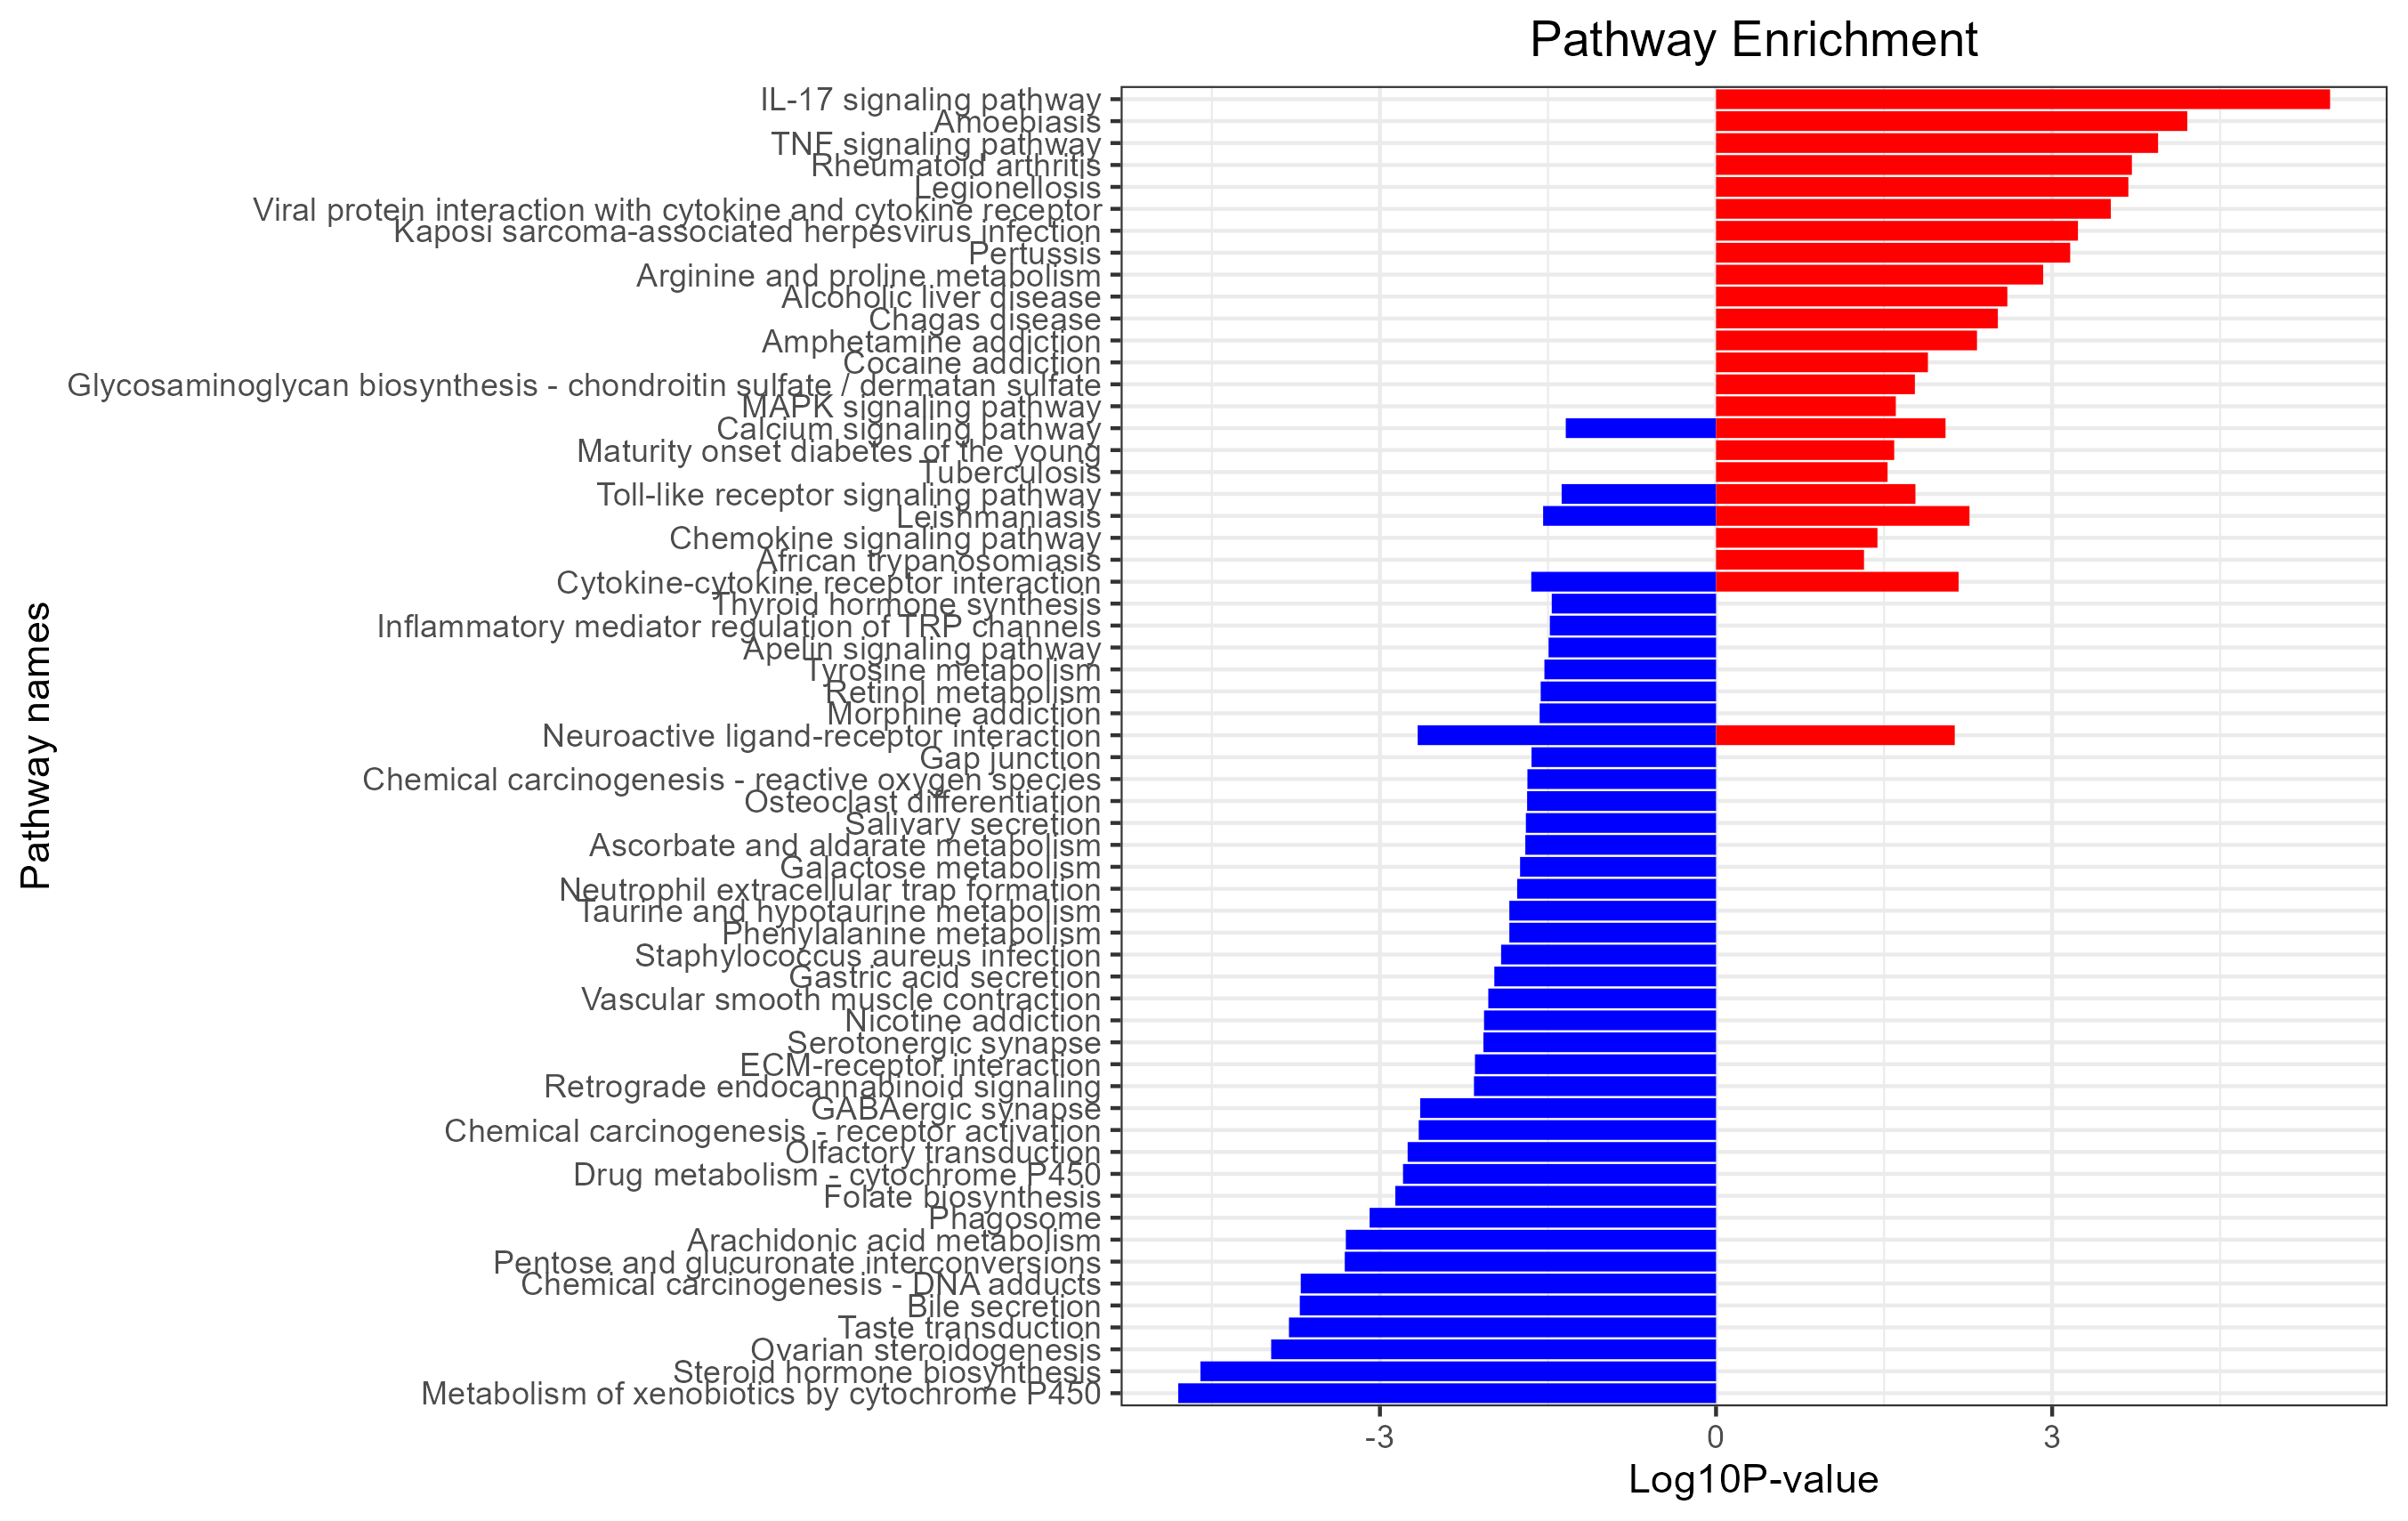 Pathway Enrichment
Pathway names
IL-17 signaling pathway
Amoebiasis
TNF signaling pathway
Rheumatoid arthritis
Legionellosis
Viral protein interaction with cytokine and cytokine receptor
Kaposi sarcoma-associated herpesvirus infection
Pertussis
Arginine and proline metabolism
Alcoholic liver disease
Chagas disease
Amphetamine addiction
Cocaine addiction
Glycosaminoglycan biosynthesis - chondroitin sulfate / dermatan sulfate
MAPK signaling pathway
Calcium signaling pathway
Maturity onset diabetes of the young
Tuberculosis
Toll-like receptor signaling pathway
Leishmaniasis
Chemokine signaling pathway
African trypanosomiasis
Cytokine-cytokine receptor interaction
Thyroid hormone synthesis
Inflammatory mediator regulation of TRP channels
Apelin signaling pathway
Tyrosine metabolism
Retinol metabolism
Morphine addiction
Neuroactive ligand-receptor interaction
Gap junction
Chemical carcinogenesis - reactive oxygen species
Osteoclast differentiation
Salivary secretion
Ascorbate and aldarate metabolism
Galactose metabolism
Neutrophil extracellular trap formation
Taurine and hypotaurine metabolism
Phenylalanine metabolism
Staphylococcus aureus infection
Gastric acid secretion
Vascular smooth muscle contraction
Nicotine addiction
Serotonergic synapse
ECM-receptor interaction
Retrograde endocannabinoid signaling
GABAergic synapse
Chemical carcinogenesis - receptor activation
Olfactory transduction
Drug metabolism - cytochrome P450
Folate biosynthesis
Phagosome
Arachidonic acid metabolism
Pentose and glucuronate interconversions
Chemical carcinogenesis - DNA adducts
Bile secretion
Taste transduction
Ovarian steroidogenesis
Steroid hormone biosynthesis
Metabolism of xenobiotics by cytochrome P450
-3 0 3
Log10P-value